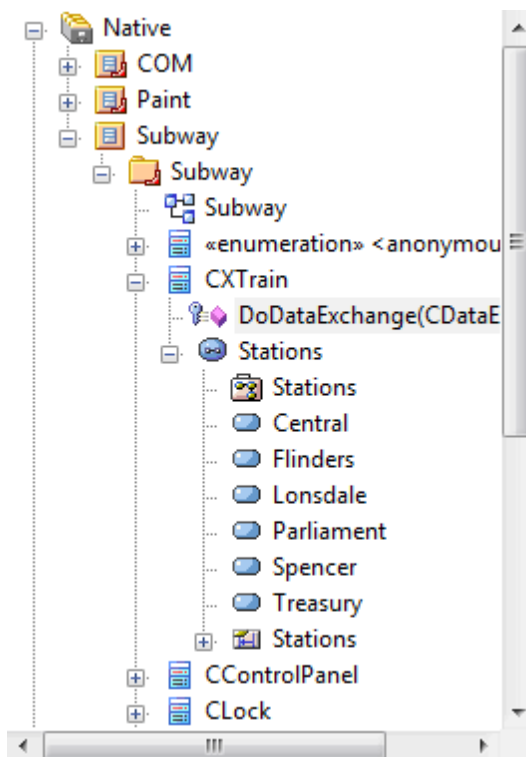 Native
COM
Paint
Subway
Subway
Subway
«enumeration» <anonymou
CXTrain
DoDataExchange(CDataE
Stations
Stations
Central
Flinders
Lonsdale
Parliament
Spencer
Treasury
Stations
CControlPanel
CLock